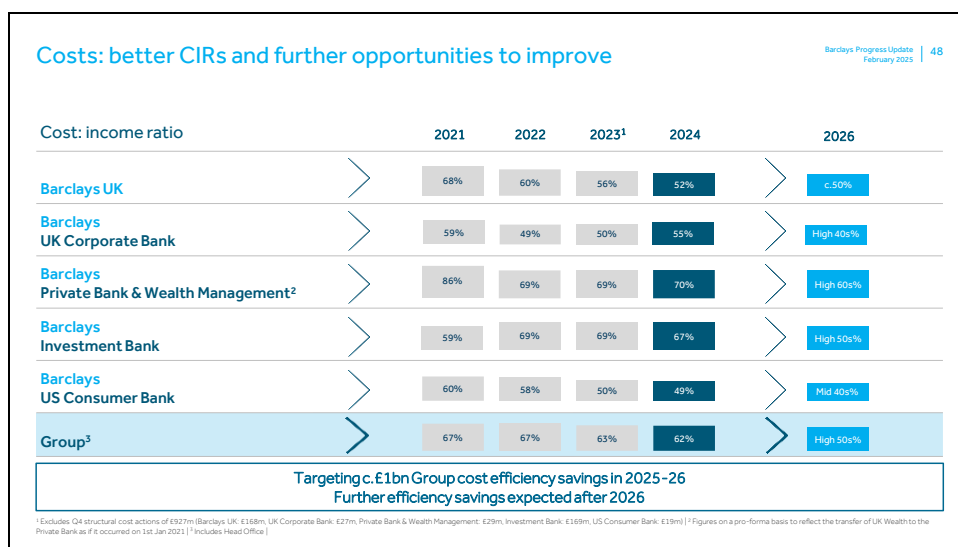 Costs: better CIRs and further opportunities to improve
Barclays Progress Update
February 2025
48
Cost: income ratio 2021 2022 2023¹ 2024 2026
Barclays UK 68% 60% 56% 52% c.50%
Barclays
UK Corporate Bank 59% 49% 50% 55% High 40s%
Barclays
Private Bank & Wealth Management² 86% 69% 69% 70% High 60s%
Barclays
Investment Bank 59% 69% 69% 67% High 50s%
Barclays
US Consumer Bank 60% 58% 50% 49% Mid 40s%
Group³ 67% 67% 63% 62% High 50s%
Targeting c.£1bn Group cost efficiency savings in 2025-26
Further efficiency savings expected after 2026
¹ Excludes Q4 structural cost actions of £927m (Barclays UK: £168m, UK Corporate Bank: £27m, Private Bank & Wealth Management: £29m, Investment Bank: £169m, US Consumer Bank: £19m) | ² Figures on a pro-forma basis to reflect the transfer of UK Wealth to the
Private Bank as if it occurred on 1st Jan 2021 | ³ Includes Head Office |